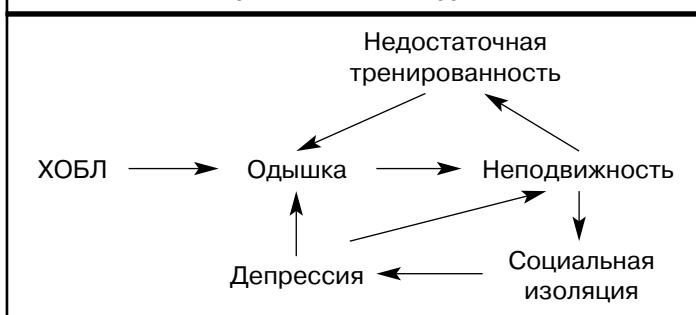 Недостаточная
тренированность
ХОБЛ
Одышка
Неподвижность
Депрессия
Социальная
изоляция